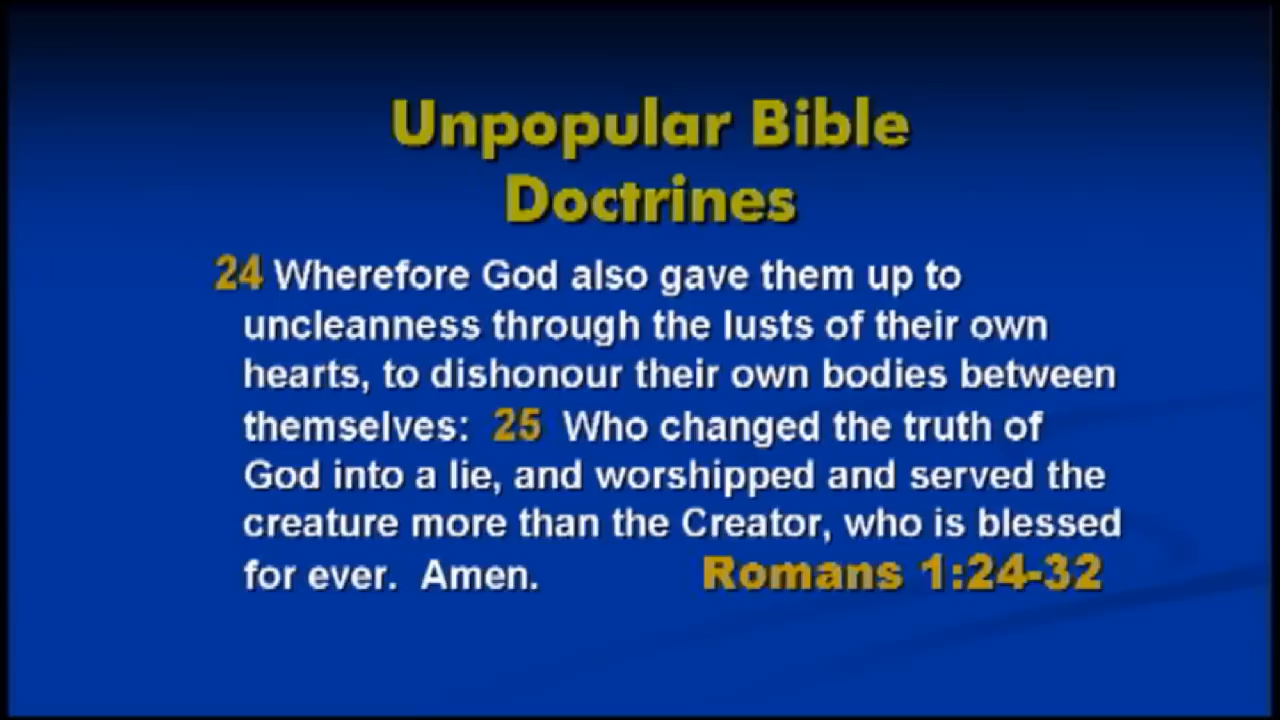 Unpopular Bible
Doctrines
24 Wherefore God also gave them up to
uncleanness through the lusts of their own
hearts, to dishonour their own bodies between
themselves: 25 Who changed the truth of
God into a lie, and worshipped and served the
creature more than the Creator, who is blessed
for ever. Amen. Romans 1:24-32